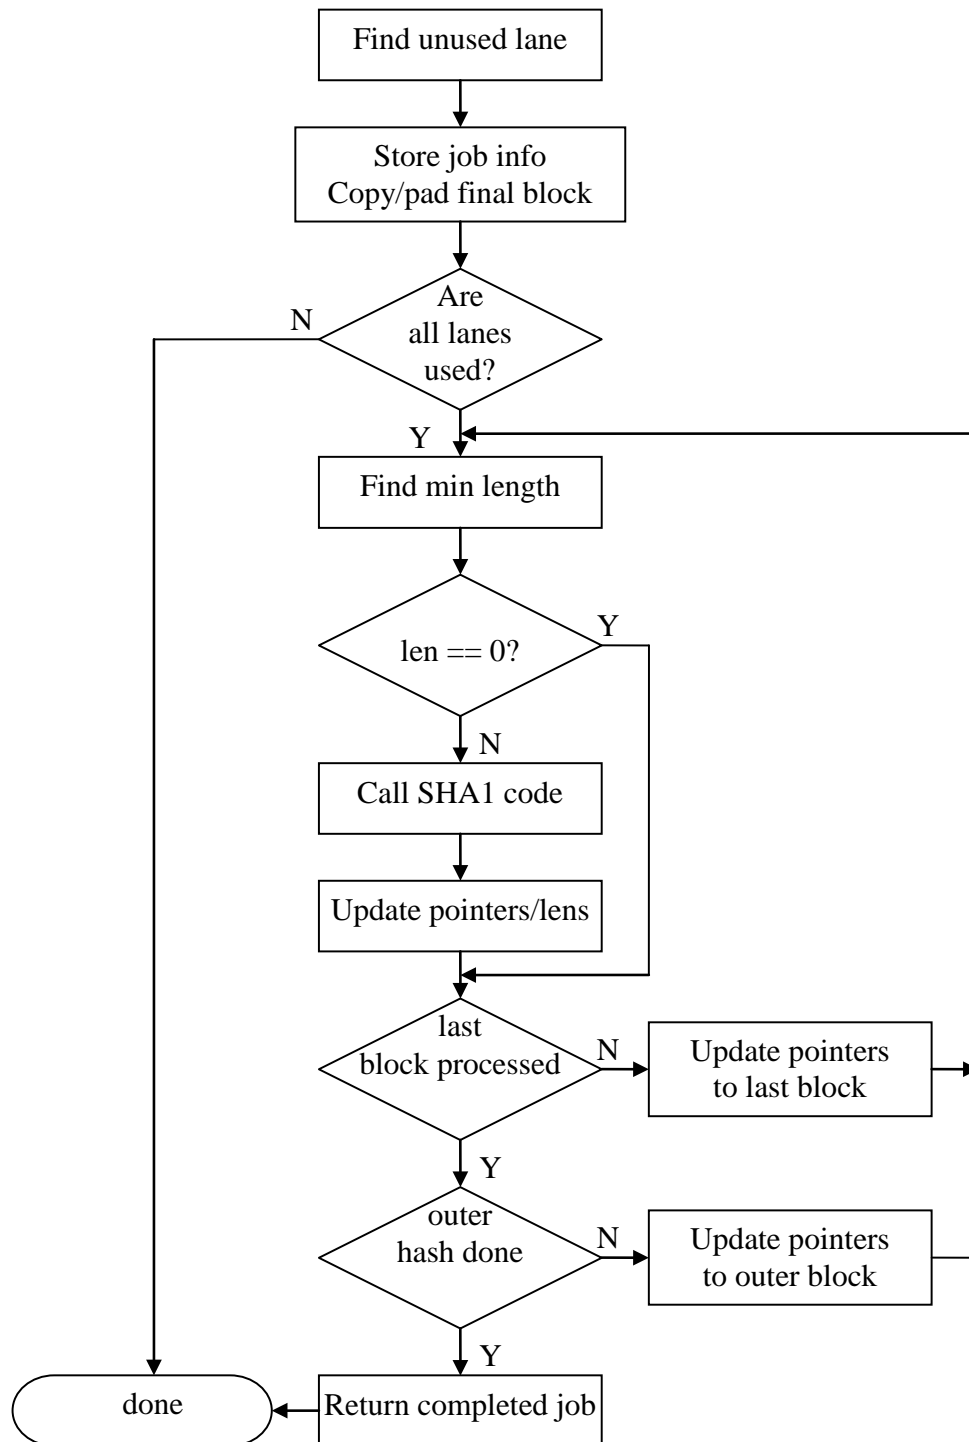 Find unused lane
Store job info
Copy/pad final block
Are
all lanes
used?
N
Y
Find min length
len == 0?
Y
N
Call SHA1 code
Update pointers/lens
last
block processed
N
Update pointers
to last block
Y
outer
hash done
N
Update pointers
to outer block
Y
done
Return completed job